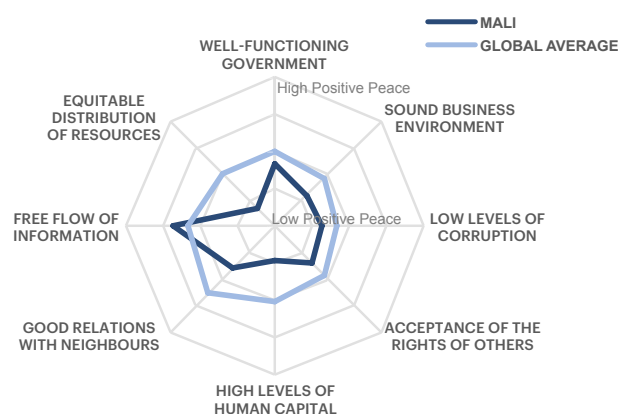 MALI
GLOBAL AVERAGE
WELL-FUNCTIONING
GOVERNMENT
High Positive Peace
EQUITABLE
DISTRIBUTION
OF RESOURCES
SOUND BUSINESS
ENVIRONMENT
FREE FLOW OF
INFORMATION
Low Positive Peace
LOW LEVELS OF
CORRUPTION
GOOD RELATIONS
WITH NEIGHBOURS
ACCEPTANCE OF THE
RIGHTS OF OTHERS
HIGH LEVELS OF
HUMAN CAPITAL